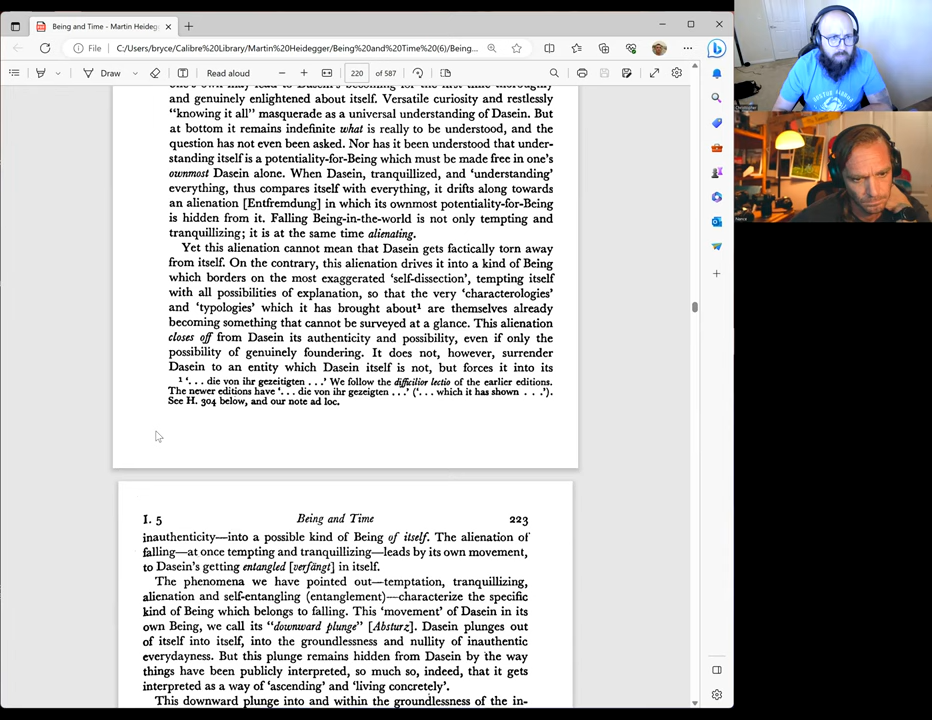 Being and Time - Martin Heideg
File
C:/Users/bryce/Calibre%20Library/Martin%20Heidegger/Being%20and%20Time%20(6)/Being...
Draw
Read aloud
220 of 587
and genuinely enlightened about itself. Versatile curiosity and restlessly
“knowing it all” masquerade as a universal understanding of Dasein. But
at bottom it remains indefinite what is really to be understood, and the
question has not even been asked. Nor has it been understood that under-
standing itself is a potentiality-for-Being which must be made free in one's
ownmost Dasein alone. When Dasein, tranquillized, and ‘understanding’
everything, thus compares itself with everything, it drifts along towards
an alienation [Entfremdung] in which its ownmost potentiality-for-Being
is hidden from it. Falling Being-in-the-world is not only tempting and
tranquillizing; it is at the same time alienating.
Yet this alienation cannot mean that Dasein gets factically torn away
from itself. On the contrary, this alienation drives it into a kind of Being
which borders on the most exaggerated ‘self-dissection’, tempting itself
with all possibilities of explanation, so that the very ‘characterologies’
and ‘typologies’ which it has brought about¹ are themselves already
becoming something that cannot be surveyed at a glance. This alienation
closes off from Dasein its authenticity and possibility, even if only the
possibility of genuinely foundering. It does not, however, surrender
Dasein to an entity which Dasein itself is not, but forces it into its
¹ ‘. . . die von ihr gezeitigten . . .’ We follow the difficilior lectio of the earlier editions.
The newer editions have ‘. . . die von ihr gezeigten . . .’ (‘. . . which it has shown . . .’).
See H. 304 below, and our note ad loc.
I. 5 Being and Time 223
inauthenticity—into a possible kind of Being of itself. The alienation of
falling—at once tempting and tranquillizing—leads by its own movement,
to Dasein's getting entangled [verfängt] in itself.
The phenomena we have pointed out—temptation, tranquillizing,
alienation and self-entangling (entanglement)—characterize the specific
kind of Being which belongs to falling. This ‘movement’ of Dasein in its
own Being, we call its “downward plunge” [Absturz]. Dasein plunges out
of itself into itself, into the groundlessness and nullity of inauthentic
everydayness. But this plunge remains hidden from Dasein by the way
things have been publicly interpreted, so much so, indeed, that it gets
interpreted as a way of ‘ascending’ and ‘living concretely’.
This downward plunge into and within the groundlessness of the in-